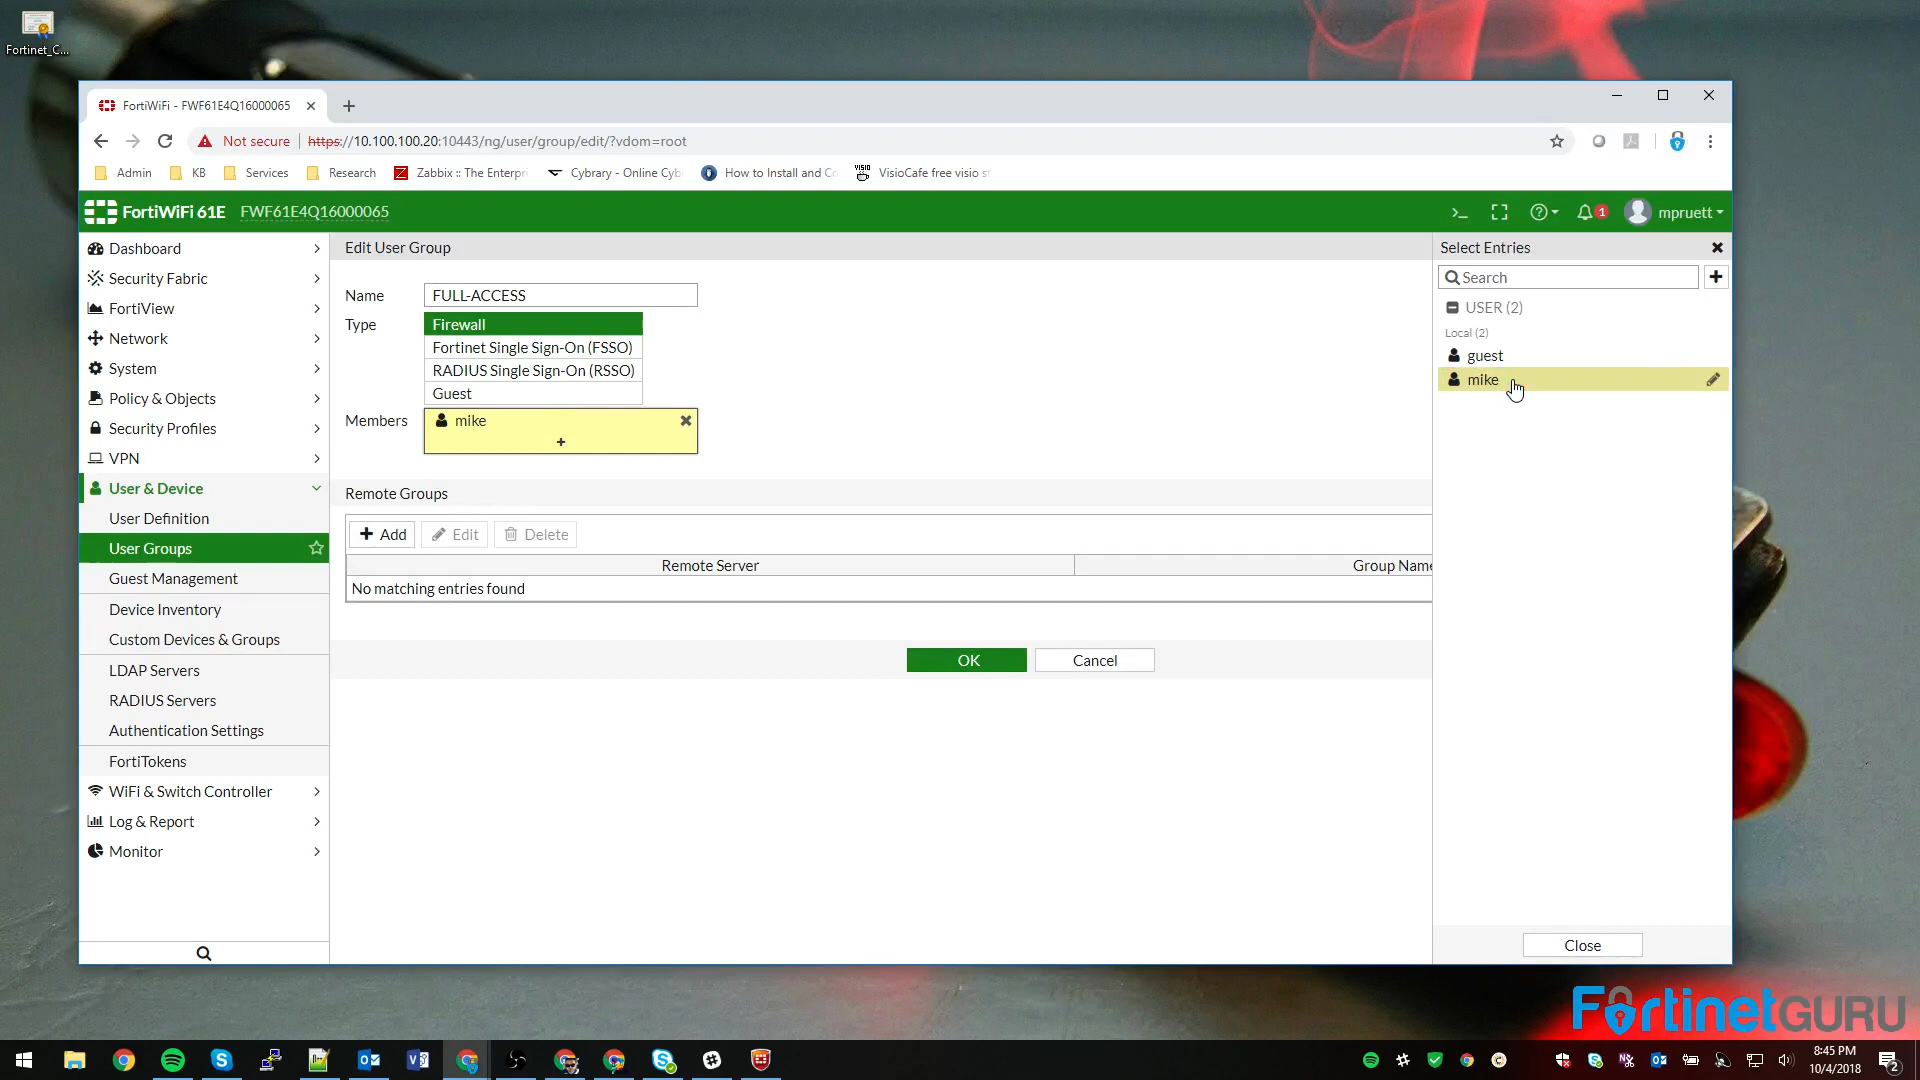 Fortinet_C...
FortiWiFi - FWF61E4Q16000065
Not secure
https://10.100.100.20:10443/ng/user/group/edit/?vdom=root
Admin
KB
Services
Research
Zabbix :: The Enterpr
Cybrary - Online Cyb
How to Install and Co
VISIO
VisioCafe free visio st
FortiWiFi 61E
FWF61E4Q16000065
1
mpruett
Dashboard
Security Fabric
FortiView
Network
System
Policy & Objects
Security Profiles
VPN
User & Device
User Definition
User Groups
Guest Management
Device Inventory
Custom Devices & Groups
LDAP Servers
RADIUS Servers
Authentication Settings
FortiTokens
WiFi & Switch Controller
Log & Report
Monitor
Edit User Group
Name
FULL-ACCESS
Type
Firewall
Fortinet Single Sign-On (FSSO)
RADIUS Single Sign-On (RSSO)
Guest
Members
mike
Remote Groups
Add
Edit
Delete
Remote Server
Group Name
No matching entries found
OK
Cancel
Select Entries
Search
USER (2)
Local (2)
guest
mike
Close
FortinetGURU
8:45 PM
10/4/2018
2